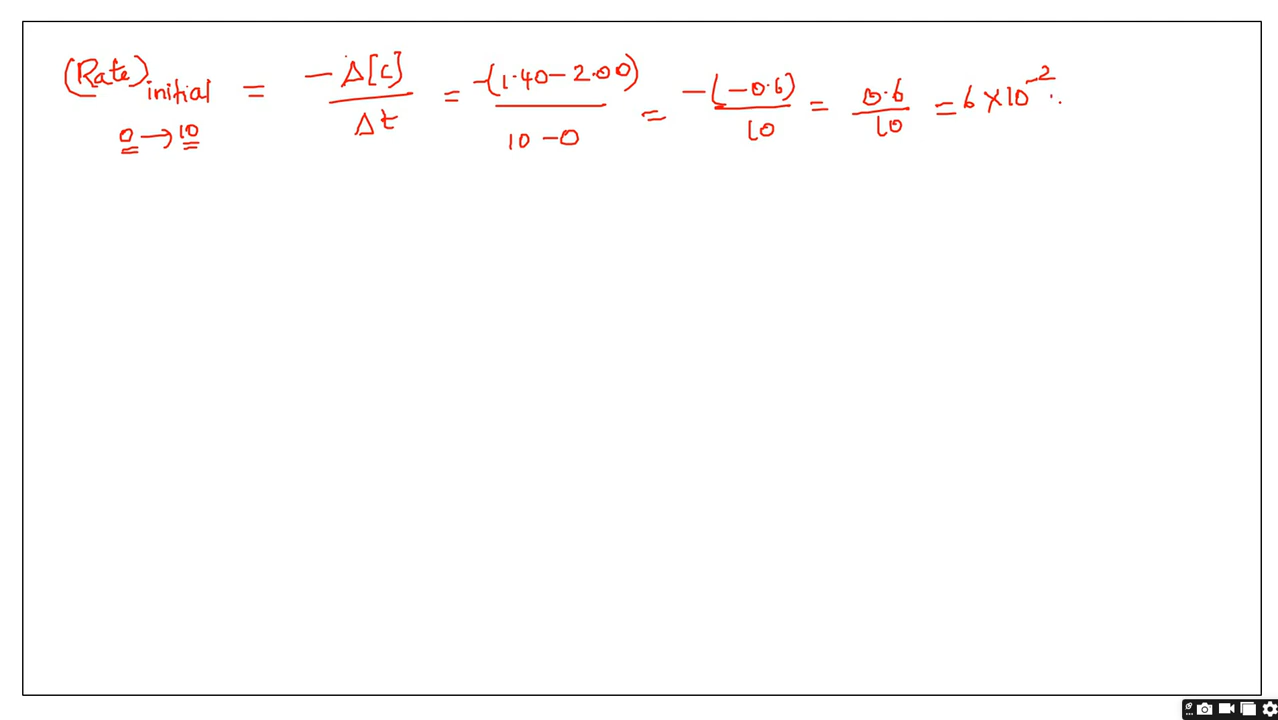 (Rate)initial = -Δ[C]/Δt = -(1.40-2.00)/10-0 = -(-0.6)/10 = 0.6/10 = 6×10⁻².
0→10